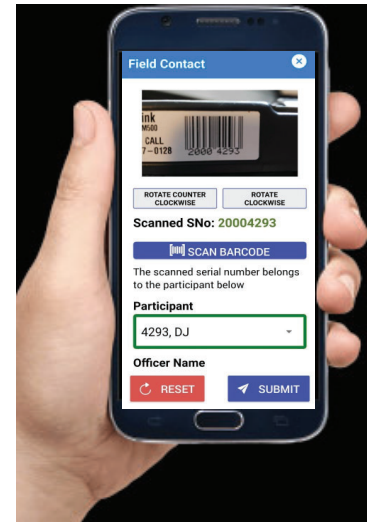 Field Contact
ink
M500
CALL
7-0128 2000 4293
ROTATE COUNTER CLOCKWISE
ROTATE CLOCKWISE
Scanned SNo: 20004293
SCAN BARCODE
The scanned serial number belongs
to the participant below
Participant
4293, DJ
Officer Name
RESET
SUBMIT